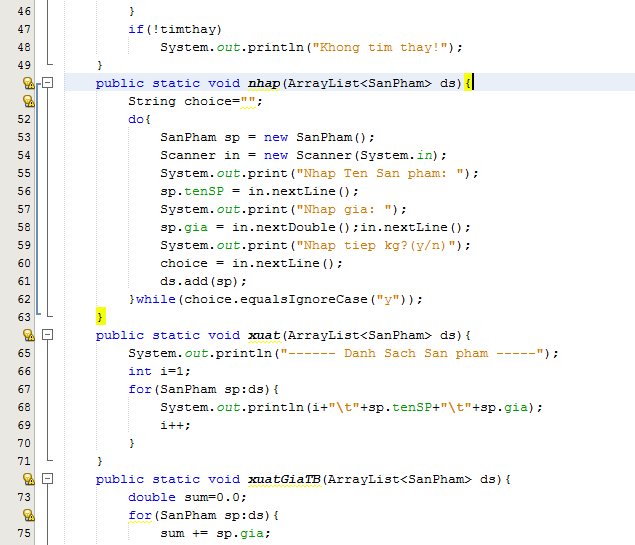 46 }
47 if(!timthay)
48 System.out.println("Khong tim thay!");
49 }
public static void nhap(ArrayList<SanPham> ds){
String choice="";
52 do{
53 SanPham sp = new SanPham();
54 Scanner in = new Scanner(System.in);
55 System.out.print("Nhap Ten San pham: ");
56 sp.tenSP = in.nextLine();
57 System.out.print("Nhap gia: ");
58 sp.gia = in.nextDouble();in.nextLine();
59 System.out.print("Nhap tiep kg?(y/n)");
60 choice = in.nextLine();
61 ds.add(sp);
62 }while(choice.equalsIgnoreCase("y"));
63 }
public static void xuat(ArrayList<SanPham> ds){
65 System.out.println("------ Danh Sach San pham -----");
66 int i=1;
67 for(SanPham sp:ds){
68 System.out.println(i+"\t"+sp.tenSP+"\t"+sp.gia);
69 i++;
70 }
71 }
public static void xuatGiaTB(ArrayList<SanPham> ds){
73 double sum=0.0;
for(SanPham sp:ds){
75 sum += sp.gia;